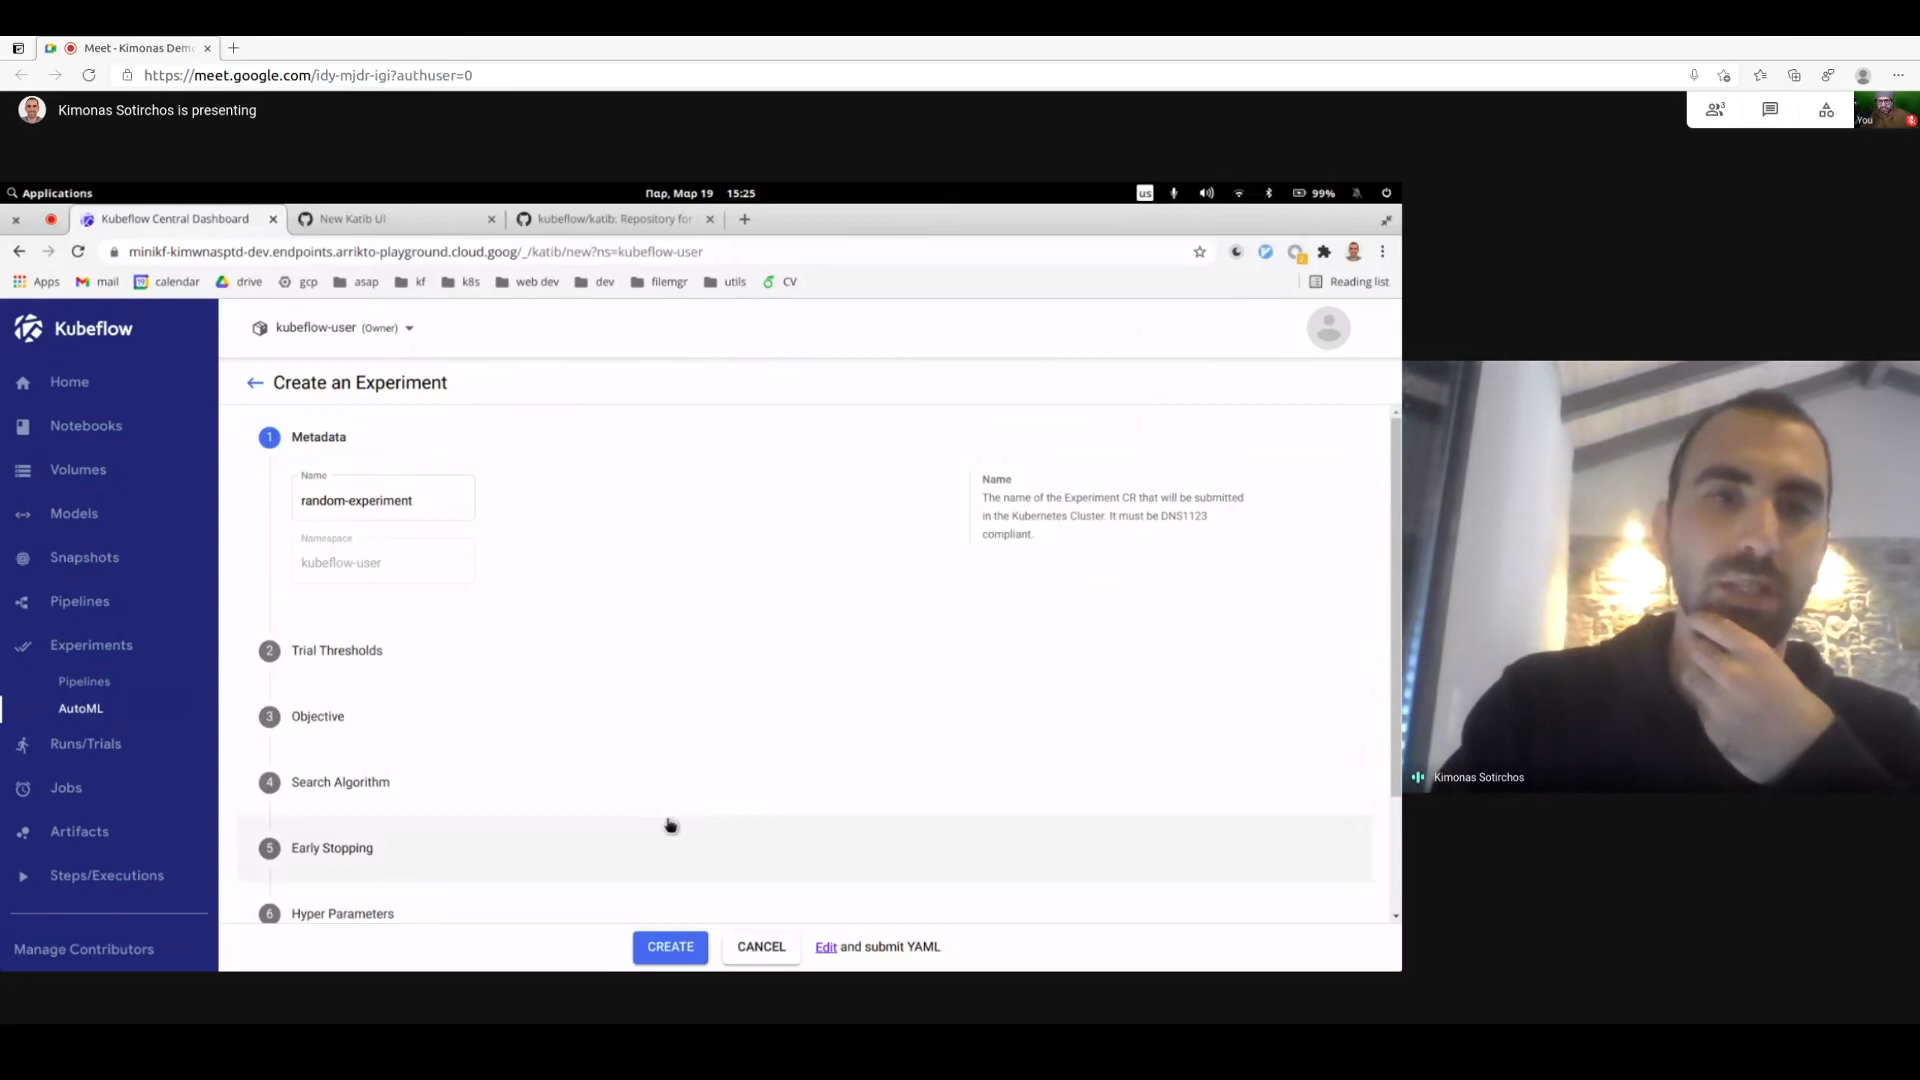 Meet - Kimonas Dem
https://meet.google.com/idy-mjdr-igi?authuser=0
Kimonas Sotirchos is presenting
3
You
Applications
Παρ, Μαρ 19 15:25
us
99%
Kubeflow Central Dashboard
New Katib UI
kubeflow/katib: Repository for
minikf-kimwnasptd-dev.endpoints.arrikto-playground.cloud.goog/_/katib/new?ns=kubeflow-user
Apps mail calendar drive gcp asap kf k8s web dev dev filemgr utils CV Reading list
Kubeflow
kubeflow-user (Owner)
Home
Notebooks
Volumes
Models
Snapshots
Pipelines
Experiments
Pipelines
AutoML
Runs/Trials
Jobs
Artifacts
Steps/Executions
Manage Contributors
Create an Experiment
1 Metadata
Name
random-experiment
Namespace
kubeflow-user
Name
The name of the Experiment CR that will be submitted
in the Kubernetes Cluster. It must be DNS1123
compliant.
2 Trial Thresholds
3 Objective
4 Search Algorithm
5 Early Stopping
6 Hyper Parameters
CREATE CANCEL Edit and submit YAML
Kimonas Sotirchos